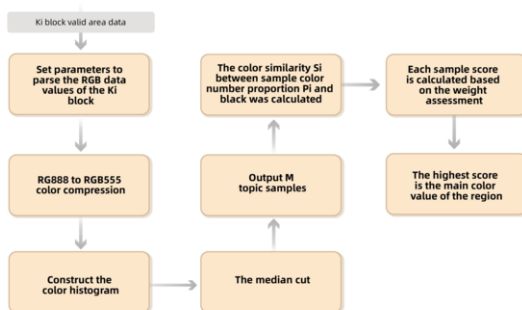 Ki block valid area data
Set parameters to
parse the RGB data
values of the Ki
block
RG888 to RGB555
color compression
Construct the
color histogram
The median cut
Output M
topic samples
The color similarity Si
between sample color
number proportion Pi and
black was calculated
Each sample score
is calculated based
on the weight
assessment
The highest score
is the main color
value of the region